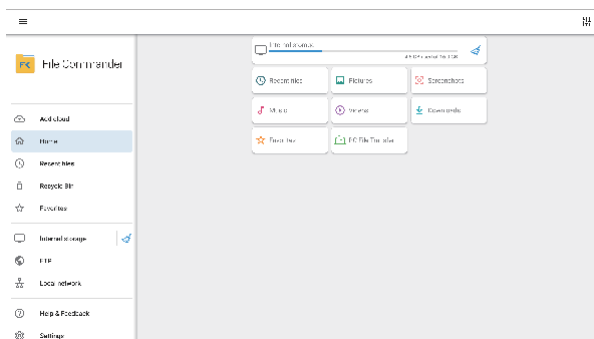 File Commander
Add cloud
Home
Recent files
Recycle Bin
Favorites
Internal storage
FTP
Local network
Help & Feedback
Settings
Internal storage
Recent files
Pictures
Screenshots
Music
Videos
Downloads
Favorites
PC File Transfer